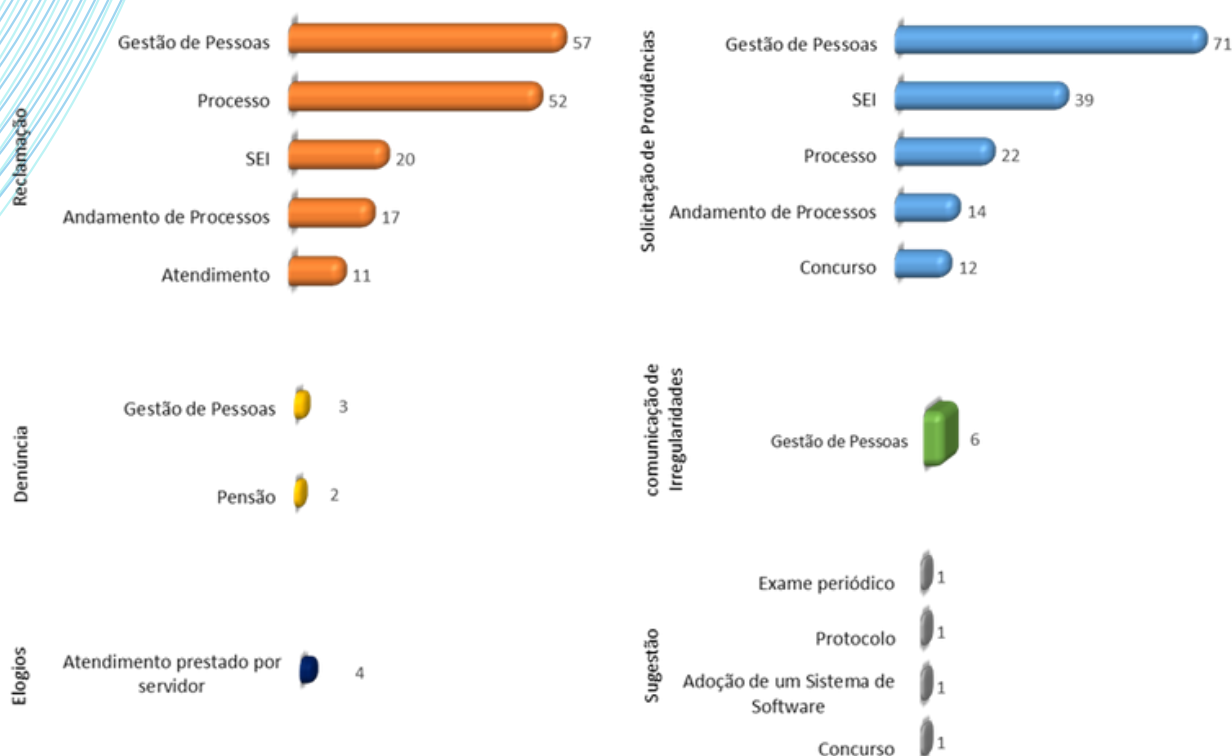 Reclamação
Gestão de Pessoas 57
Processo 52
SEI 20
Andamento de Processos 17
Atendimento 11
Solicitação de Providências
Gestão de Pessoas 71
SEI 39
Processo 22
Andamento de Processos 14
Concurso 12
Denúncia
Gestão de Pessoas 3
Pensão 2
comunicação de
Irregularidades
Gestão de Pessoas 6
Elogios
Atendimento prestado por
servidor 4
Sugestão
Exame periódico 1
Protocolo 1
Adoção de um Sistema de
Software 1
Concurso 1